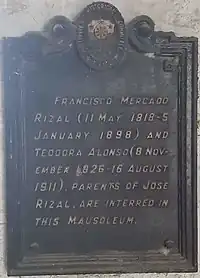 FRANCISCO MERCADO
RIZAL (11 MAY 1818-5
JANUARY 1898) AND
TEODORA ALONSO (8 NOV-
EMBER 1826-16 AUGUST
1911), PARENTS OF JOSE
RIZAL, ARE INTERRED IN
THIS MAUSOLEUM.